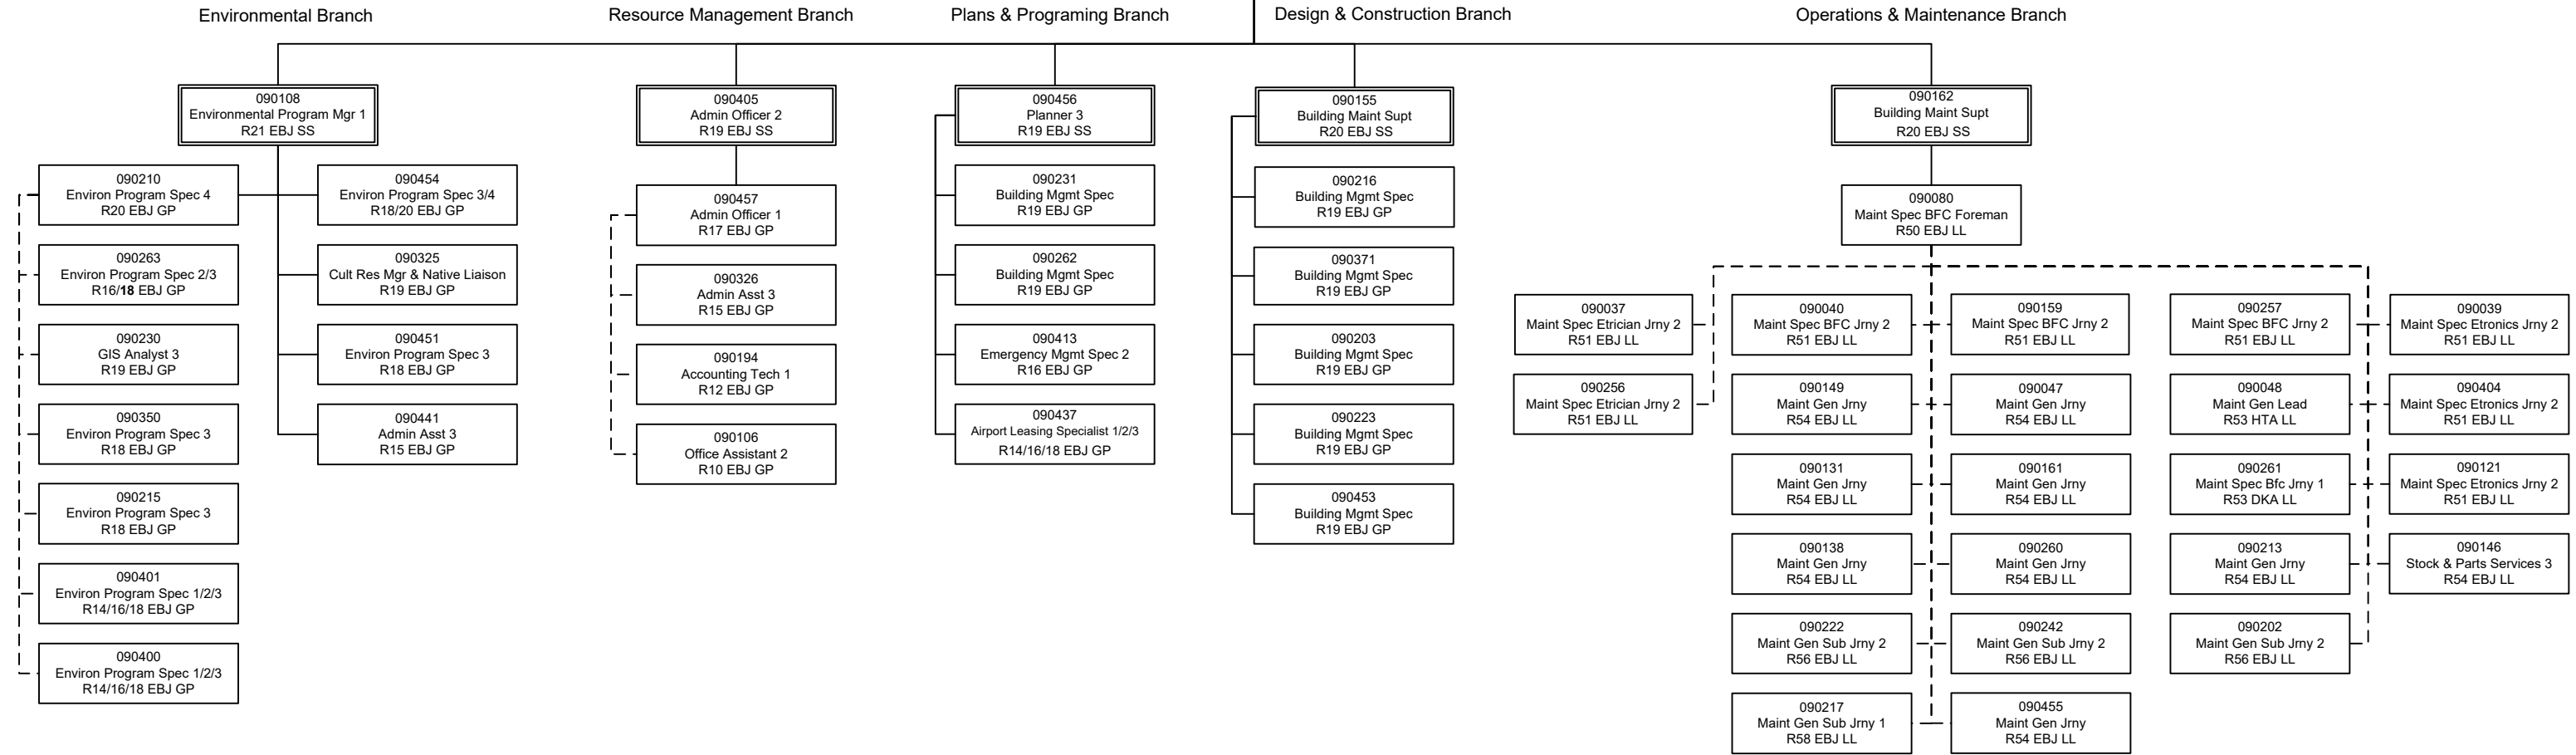 Environmental Branch
Resource Management Branch
Plans & Programing Branch
Design & Construction Branch
Operations & Maintenance Branch
090108
Environmental Program Mgr 1
R21 EBJ SS
090210
Environ Program Spec 4
R20 EBJ GP
090263
Environ Program Spec 2/3
R16/18 EBJ GP
090230
GIS Analyst 3
R19 EBJ GP
090350
Environ Program Spec 3
R18 EBJ GP
090215
Environ Program Spec 3
R18 EBJ GP
090401
Environ Program Spec 1/2/3
R14/16/18 EBJ GP
090400
Environ Program Spec 1/2/3
R14/16/18 EBJ GP
090454
Environ Program Spec 3/4
R18/20 EBJ GP
090325
Cult Res Mgr & Native Liaison
R19 EBJ GP
090451
Environ Program Spec 3
R18 EBJ GP
090441
Admin Asst 3
R15 EBJ GP
090405
Admin Officer 2
R19 EBJ SS
090457
Admin Officer 1
R17 EBJ GP
090326
Admin Asst 3
R15 EBJ GP
090194
Accounting Tech 1
R12 EBJ GP
090106
Office Assistant 2
R10 EBJ GP
090456
Planner 3
R19 EBJ SS
090231
Building Mgmt Spec
R19 EBJ GP
090262
Building Mgmt Spec
R19 EBJ GP
090413
Emergency Mgmt Spec 2
R16 EBJ GP
090437
Airport Leasing Specialist 1/2/3
R14/16/18 EBJ GP
090155
Building Maint Supt
R20 EBJ SS
090216
Building Mgmt Spec
R19 EBJ GP
090371
Building Mgmt Spec
R19 EBJ GP
090203
Building Mgmt Spec
R19 EBJ GP
090223
Building Mgmt Spec
R19 EBJ GP
090453
Building Mgmt Spec
R19 EBJ GP
090162
Building Maint Supt
R20 EBJ SS
090080
Maint Spec BFC Foreman
R50 EBJ LL
090037
Maint Spec Etrician Jrny 2
R51 EBJ LL
090256
Maint Spec Etrician Jrny 2
R51 EBJ LL
090040
Maint Spec BFC Jrny 2
R51 EBJ LL
090149
Maint Gen Jrny
R54 EBJ LL
090131
Maint Gen Jrny
R54 EBJ LL
090138
Maint Gen Jrny
R54 EBJ LL
090222
Maint Gen Sub Jrny 2
R56 EBJ LL
090217
Maint Gen Sub Jrny 1
R58 EBJ LL
090159
Maint Spec BFC Jrny 2
R51 EBJ LL
090047
Maint Gen Jrny
R54 EBJ LL
090161
Maint Gen Jrny
R54 EBJ LL
090260
Maint Gen Jrny
R54 EBJ LL
090242
Maint Gen Sub Jrny 2
R56 EBJ LL
090455
Maint Gen Jrny
R54 EBJ LL
090257
Maint Spec BFC Jrny 2
R51 EBJ LL
090048
Maint Gen Lead
R53 HTA LL
090261
Maint Spec Bfc Jrny 1
R53 DKA LL
090213
Maint Gen Jrny
R54 EBJ LL
090202
Maint Gen Sub Jrny 2
R56 EBJ LL
090039
Maint Spec Etronics Jrny 2
R51 EBJ LL
090404
Maint Spec Etronics Jrny 2
R51 EBJ LL
090121
Maint Spec Etronics Jrny 2
R51 EBJ LL
090146
Stock & Parts Services 3
R54 EBJ LL